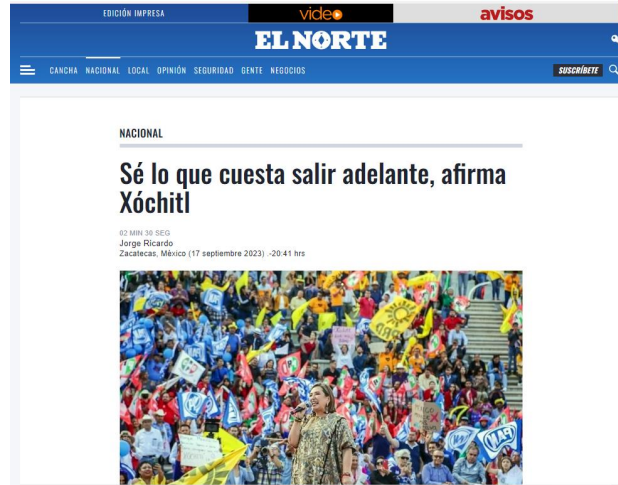 EDICIÓN IMPRESA
video
avisos
EL NORTE
CANCHA NACIONAL LOCAL OPINIÓN SEGURIDAD GENTE NEGOCIOS
SUSCRÍBETE
NACIONAL
Sé lo que cuesta salir adelante, afirma
Xóchitl
02 MIN 30 SEG
Jorge Ricardo
Zacatecas, México (17 septiembre 2023) .-20:41 hrs
PRD
PAN